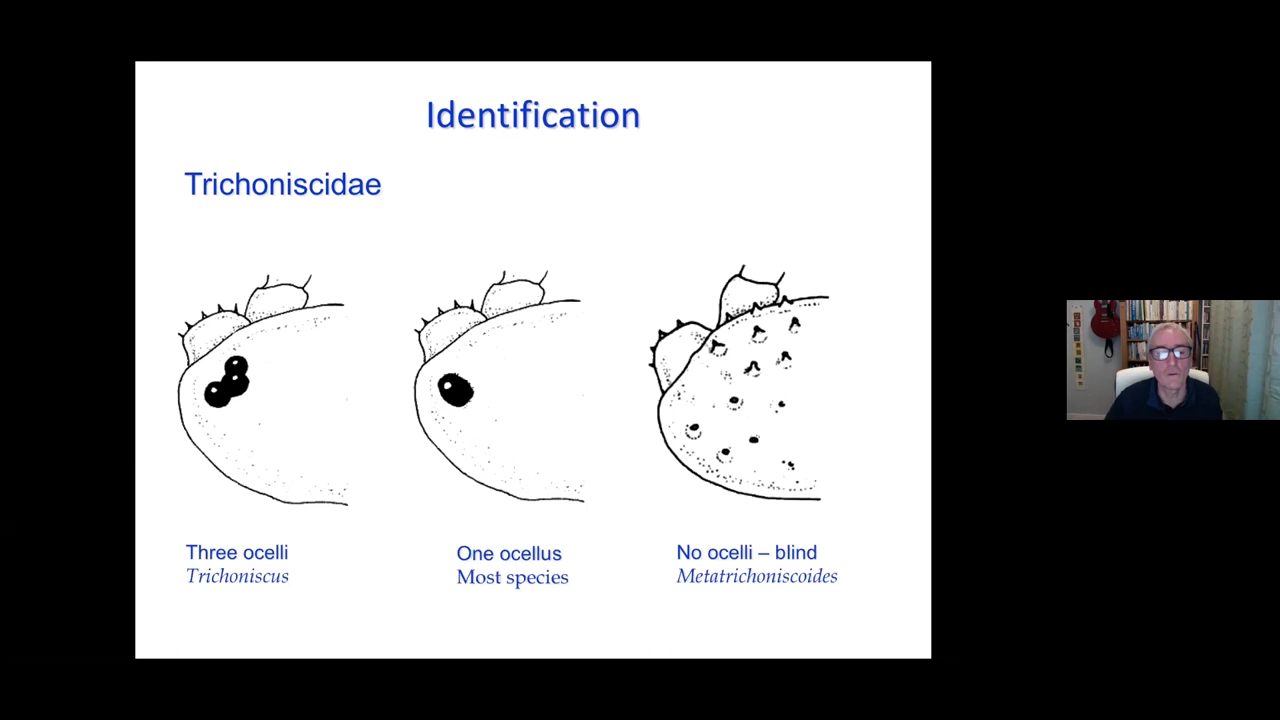 Identification
Trichoniscidae
Three ocelli
Trichoniscus
One ocellus
Most species
No ocelli – blind
Metatrichoniscoides